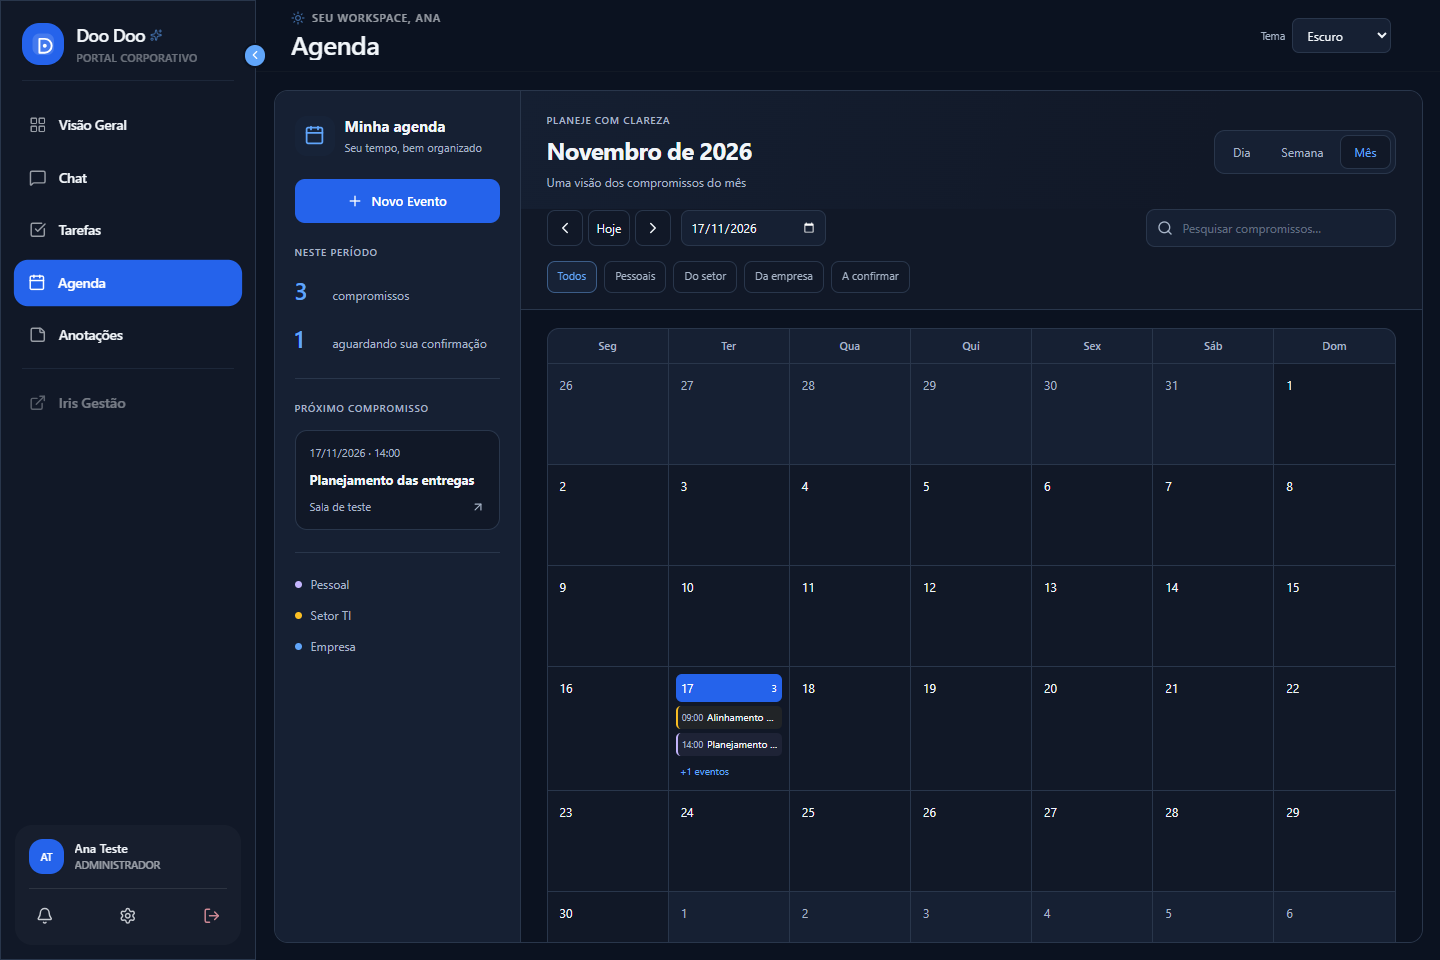 Doo Doo
PORTAL CORPORATIVO
Visão Geral
Chat
Tarefas
Agenda
Anotações
Iris Gestão
AT
Ana Teste
ADMINISTRADOR
SEU WORKSPACE, ANA
Agenda
Tema
Escuro
Minha agenda
Seu tempo, bem organizado
Novo Evento
NESTE PERÍODO
3 compromissos
1 aguardando sua confirmação
PRÓXIMO COMPROMISSO
17/11/2026 · 14:00
Planejamento das entregas
Sala de teste
Pessoal
Setor TI
Empresa
PLANEJE COM CLAREZA
Novembro de 2026
Uma visão dos compromissos do mês
Dia Semana Mês
Hoje
17/11/2026
Pesquisar compromissos...
Todos Pessoais Do setor Da empresa A confirmar
Seg Ter Qua Qui Sex Sáb Dom
26 27 28 29 30 31 1
2 3 4 5 6 7 8
9 10 11 12 13 14 15
16 17 3 18 19 20 21 22
09:00 Alinhamento ...
14:00 Planejamento ...
+1 eventos
23 24 25 26 27 28 29
30 1 2 3 4 5 6